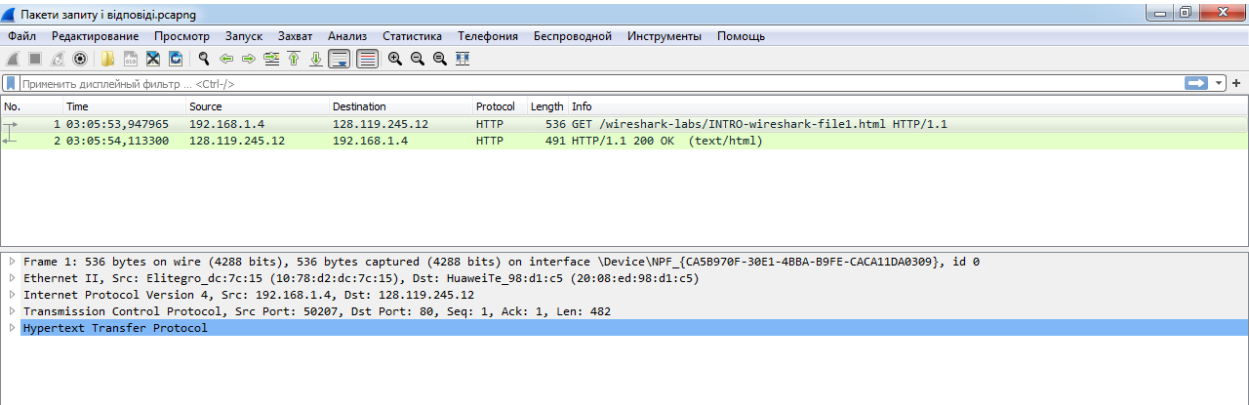 Пакети запиту і відповіді.pcapng
Файл Редактирование Просмотр Запуск Захват Анализ Статистика Телефония Беспроводной Инструменты Помощь
Применить дисплейный фильтр ... <Ctrl-/>
No. Time Source Destination Protocol Length Info
1 03:05:53,947965 192.168.1.4 128.119.245.12 HTTP 536 GET /wireshark-labs/INTRO-wireshark-file1.html HTTP/1.1
2 03:05:54,113300 128.119.245.12 192.168.1.4 HTTP 491 HTTP/1.1 200 OK (text/html)
Frame 1: 536 bytes on wire (4288 bits), 536 bytes captured (4288 bits) on interface \Device\NPF_{CA5B970F-30E1-4BBA-B9FE-CACA11DA0309}, id 0
Ethernet II, Src: Elitegro_dc:7c:15 (10:78:d2:dc:7c:15), Dst: HuaweiTe_98:d1:c5 (20:08:ed:98:d1:c5)
Internet Protocol Version 4, Src: 192.168.1.4, Dst: 128.119.245.12
Transmission Control Protocol, Src Port: 50207, Dst Port: 80, Seq: 1, Ack: 1, Len: 482
Hypertext Transfer Protocol